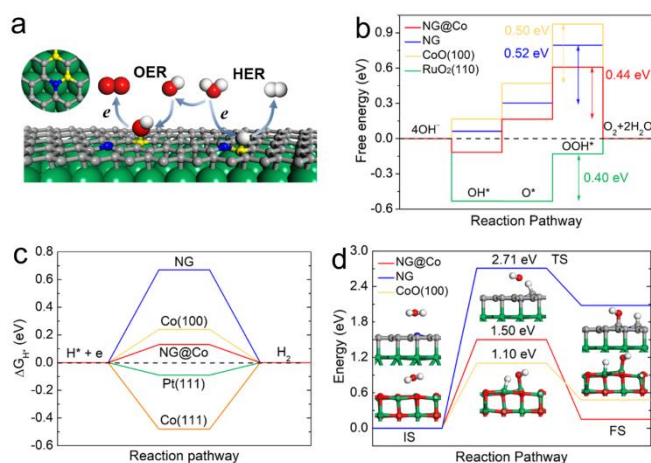 a
OER
HER
e
e
b
NG@Co
NG
CoO(100)
RuO₂(110)
0.50 eV
0.52 eV
0.44 eV
0.40 eV
4OH⁻
OH*
O*
OOH*
O₂+2H₂O
0.9
0.6
0.3
0.0
-0.3
-0.6
Free energy (eV)
Reaction Pathway
c
0.8
0.6
0.4
0.2
0.0
-0.2
-0.4
-0.6
ΔG_H* (eV)
NG
Co(100)
NG@Co
Pt(111)
Co(111)
H* + e
H₂
Reaction pathway
d
NG@Co
NG
CoO(100)
3.0
2.4
1.8
1.2
0.6
0.0
Energy (eV)
2.71 eV
TS
1.50 eV
1.10 eV
IS
FS
Reaction Pathway